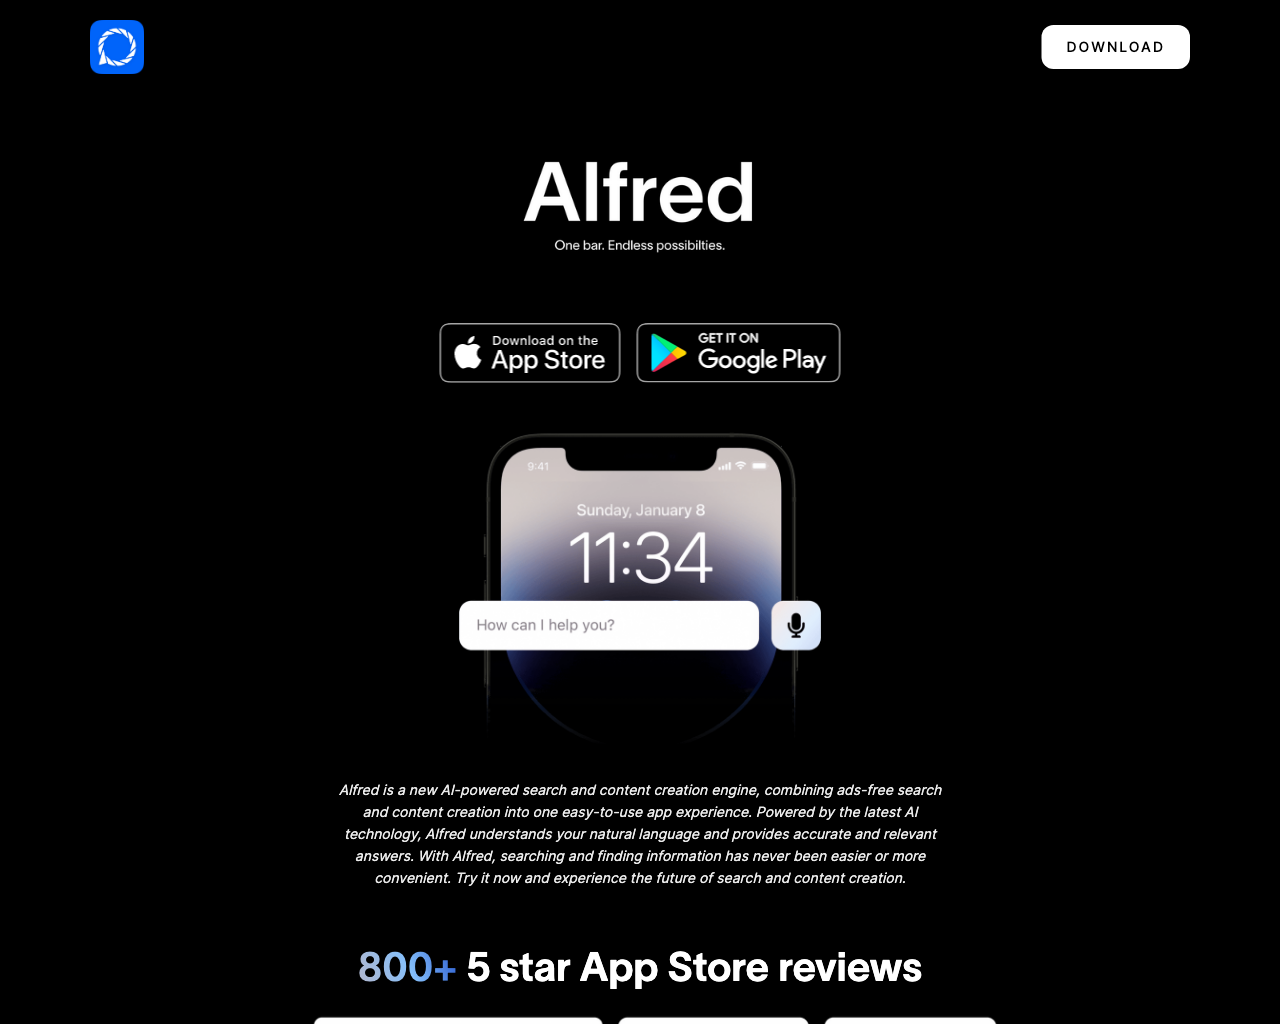 DOWNLOAD
Alfred
One bar. Endless possibilties.
Download on the
App Store
GET IT ON
Google Play
9:41
Sunday, January 8
11:34
How can I help you?
Alfred is a new AI-powered search and content creation engine, combining ads-free search
and content creation into one easy-to-use app experience. Powered by the latest AI
technology, Alfred understands your natural language and provides accurate and relevant
answers. With Alfred, searching and finding information has never been easier or more
convenient. Try it now and experience the future of search and content creation.
800+ 5 star App Store reviews